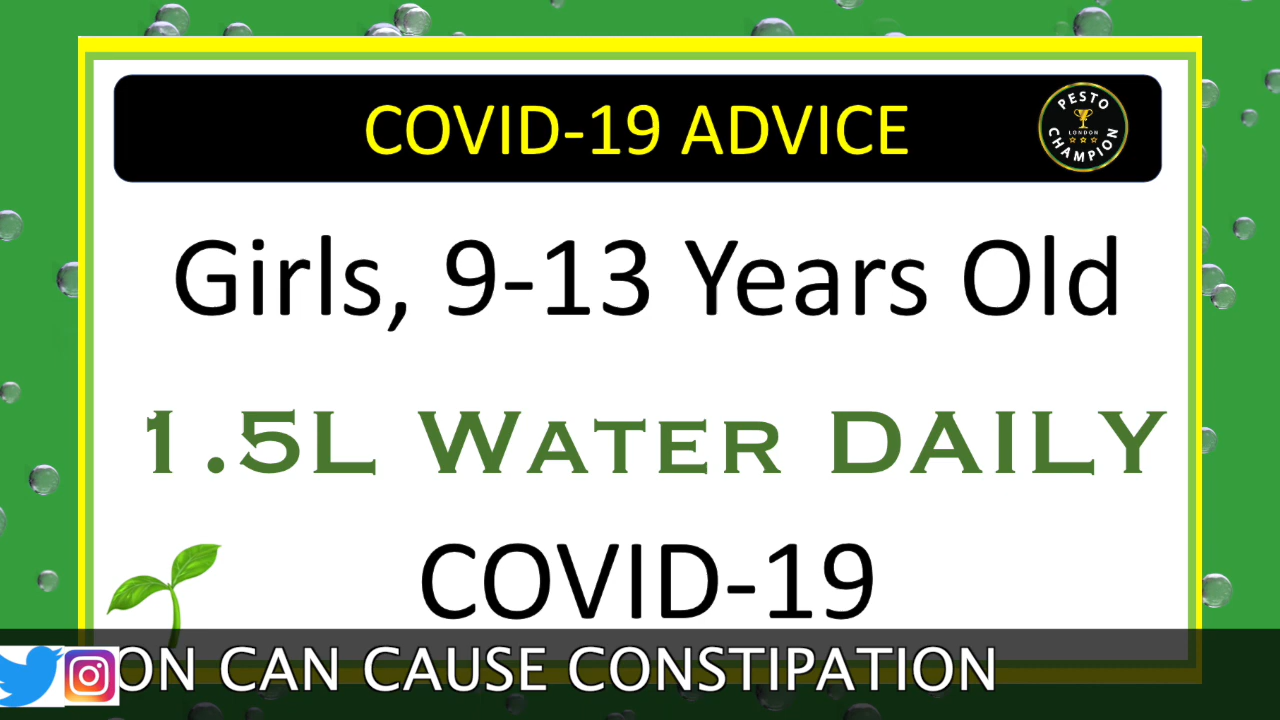 COVID-19 ADVICE
PESTO
LONDON
CHAMPION
Girls, 9-13 Years Old
1.5L WATER DAILY
COVID-19
ON CAN CAUSE CONSTIPATION